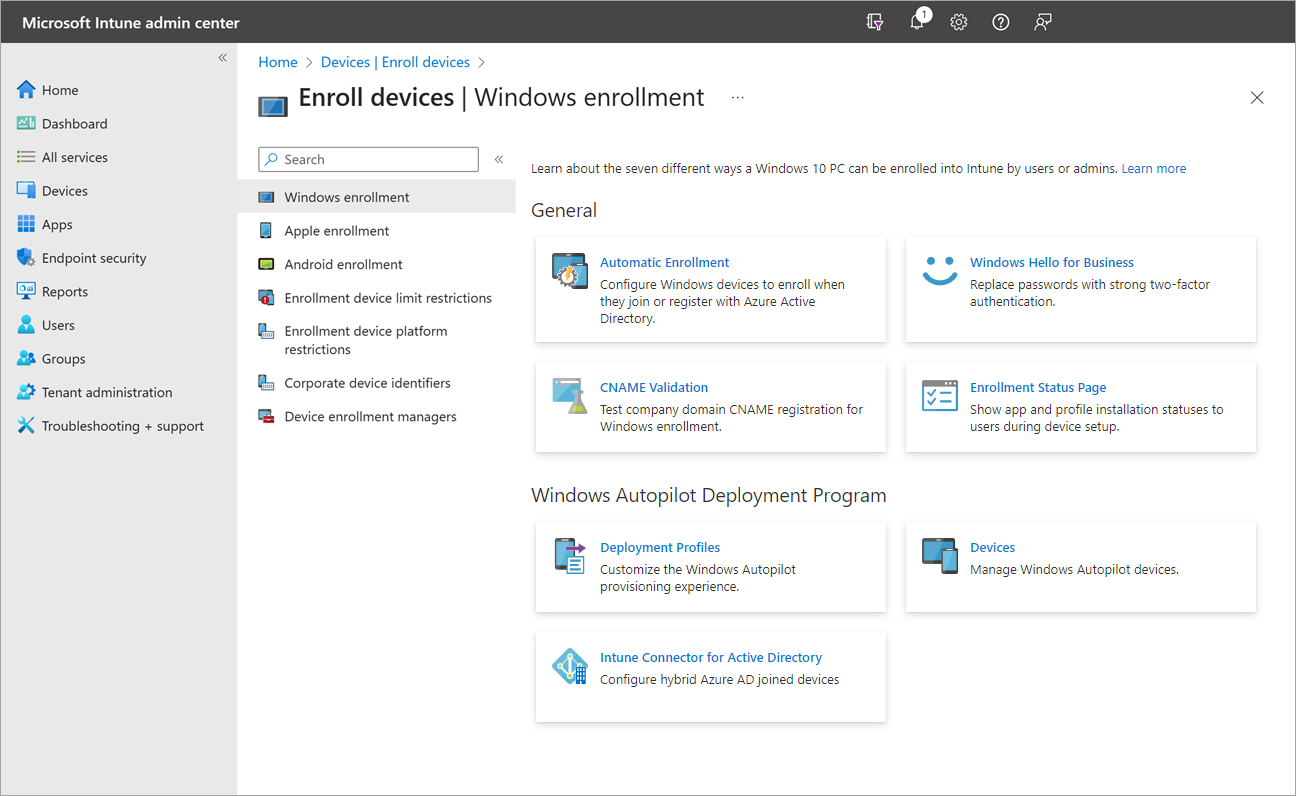 Microsoft Intune admin center
1
«
Home
Dashboard
All services
Devices
Apps
Endpoint security
Reports
Users
Groups
Tenant administration
Troubleshooting + support
Home > Devices | Enroll devices >
Enroll devices | Windows enrollment ...
Search
«
Windows enrollment
Apple enrollment
Android enrollment
Enrollment device limit restrictions
Enrollment device platform
restrictions
Corporate device identifiers
Device enrollment managers
Learn about the seven different ways a Windows 10 PC can be enrolled into Intune by users or admins. Learn more
General
Automatic Enrollment
Configure Windows devices to enroll when
they join or register with Azure Active
Directory.
Windows Hello for Business
Replace passwords with strong two-factor
authentication.
CNAME Validation
Test company domain CNAME registration for
Windows enrollment.
Enrollment Status Page
Show app and profile installation statuses to
users during device setup.
Windows Autopilot Deployment Program
Deployment Profiles
Customize the Windows Autopilot
provisioning experience.
Devices
Manage Windows Autopilot devices.
Intune Connector for Active Directory
Configure hybrid Azure AD joined devices